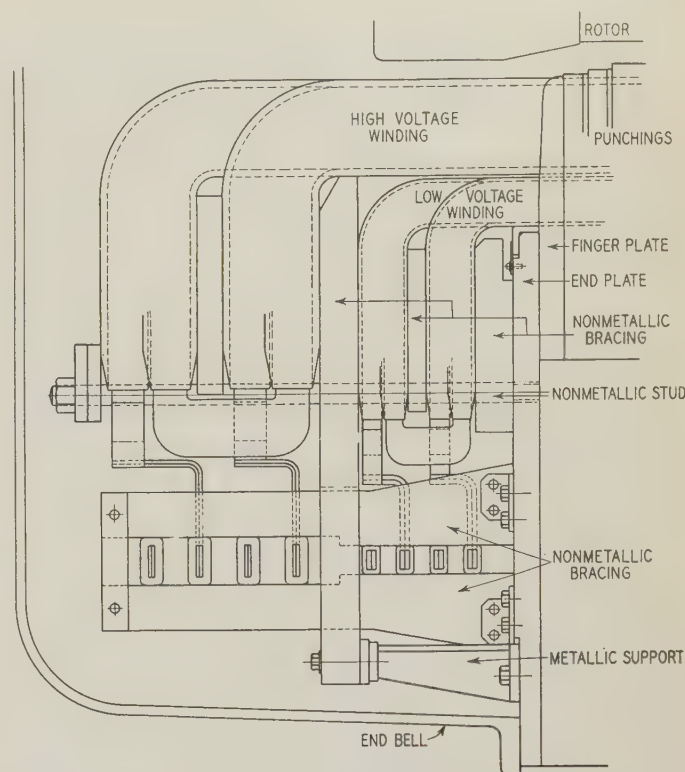 ROTOR
HIGH VOLTAGE
WINDING
PUNCHINGS
LOW VOLTAGE
WINDING
FINGER PLATE
END PLATE
NONMETALLIC
BRACING
NONMETALLIC STUD
NONMETALLIC
BRACING
METALLIC SUPPORT
END BELL